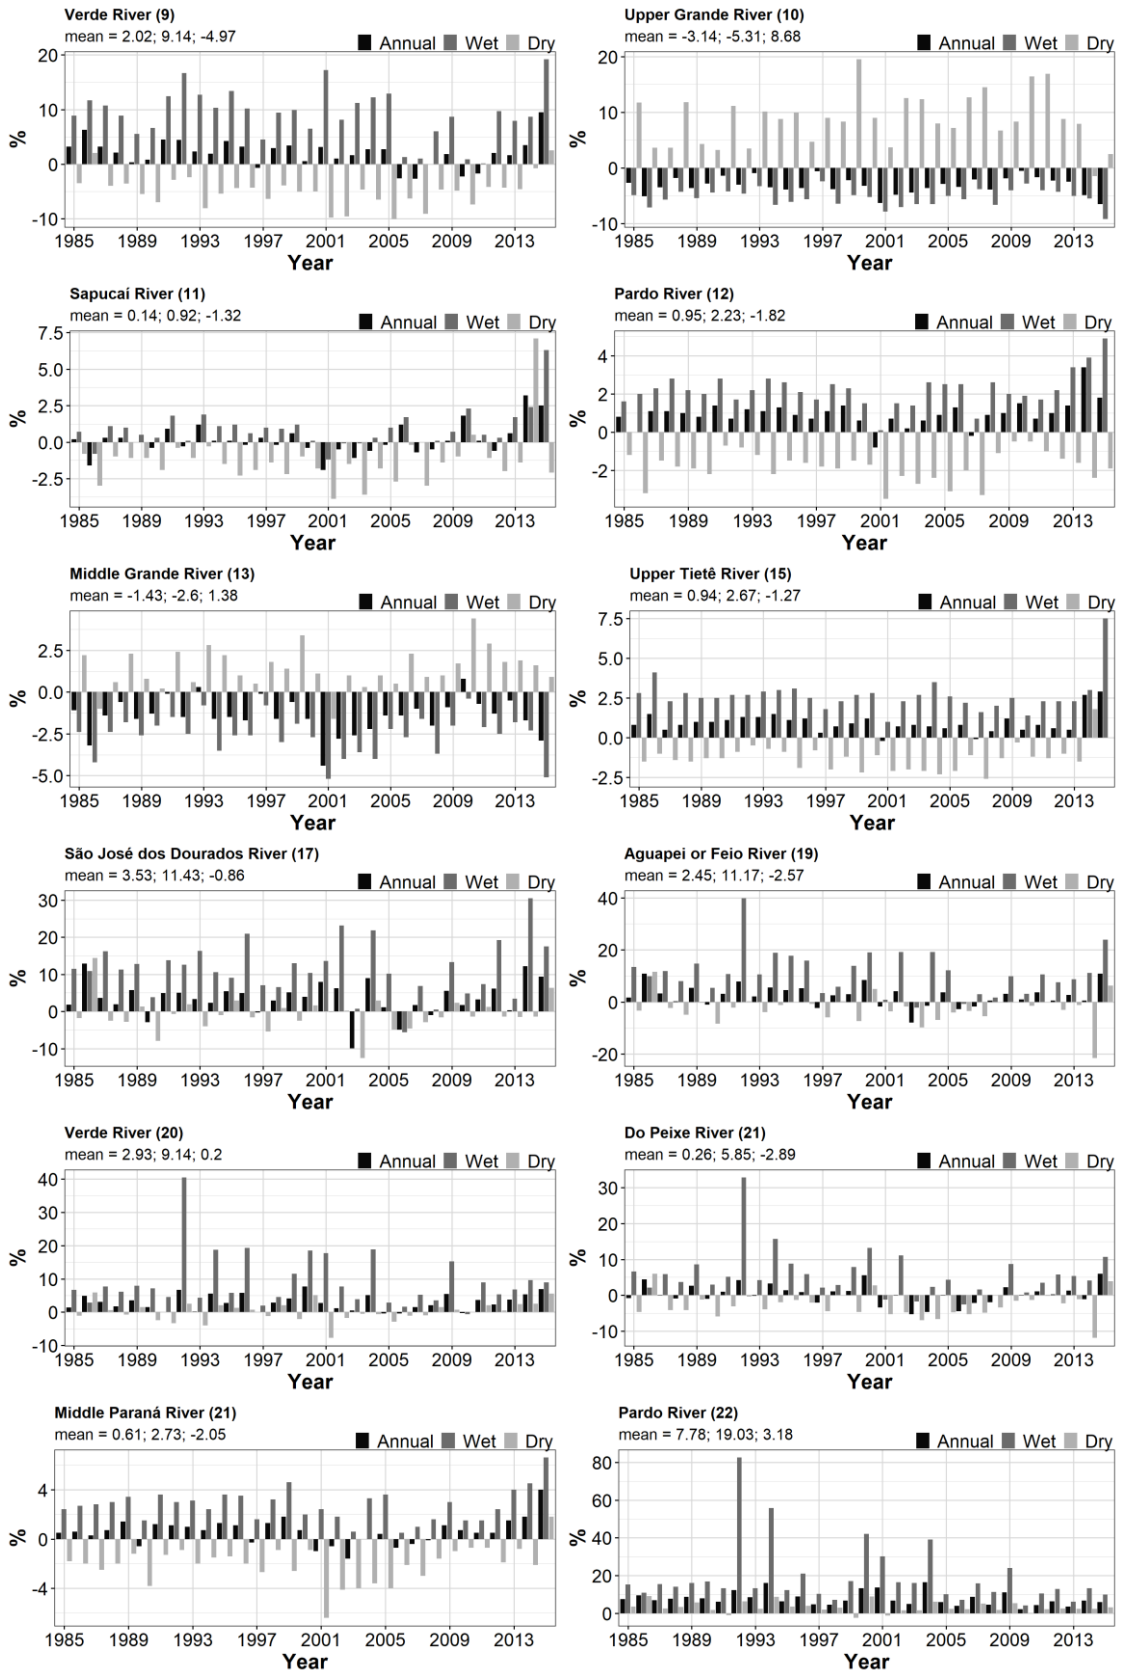 Verde River (9)
mean = 2.02; 9.14; -4.97
Annual Wet Dry
20
10
0
-10
%
1985 1989 1993 1997 2001 2005 2009 2013
Year
Upper Grande River (10)
mean = -3.14; -5.31; 8.68
Annual Wet Dry
20
10
0
-10
%
1985 1989 1993 1997 2001 2005 2009 2013
Year
Sapucaí River (11)
mean = 0.14; 0.92; -1.32
Annual Wet Dry
7.5
5.0
2.5
0.0
-2.5
%
1985 1989 1993 1997 2001 2005 2009 2013
Year
Pardo River (12)
mean = 0.95; 2.23; -1.82
Annual Wet Dry
4
2
0
-2
%
1985 1989 1993 1997 2001 2005 2009 2013
Year
Middle Grande River (13)
mean = -1.43; -2.6; 1.38
Annual Wet Dry
2.5
0.0
-2.5
-5.0
%
1985 1989 1993 1997 2001 2005 2009 2013
Year
Upper Tietê River (15)
mean = 0.94; 2.67; -1.27
Annual Wet Dry
7.5
5.0
2.5
0.0
-2.5
%
1985 1989 1993 1997 2001 2005 2009 2013
Year
São José dos Dourados River (17)
mean = 3.53; 11.43; -0.86
Annual Wet Dry
30
20
10
0
-10
%
1985 1989 1993 1997 2001 2005 2009 2013
Year
Aguapei or Feio River (19)
mean = 2.45; 11.17; -2.57
Annual Wet Dry
40
20
0
-20
%
1985 1989 1993 1997 2001 2005 2009 2013
Year
Verde River (20)
mean = 2.93; 9.14; 0.2
Annual Wet Dry
40
30
20
10
0
-10
%
1985 1989 1993 1997 2001 2005 2009 2013
Year
Do Peixe River (21)
mean = 0.26; 5.85; -2.89
Annual Wet Dry
30
20
10
0
-10
%
1985 1989 1993 1997 2001 2005 2009 2013
Year
Middle Paraná River (21)
mean = 0.61; 2.73; -2.05
Annual Wet Dry
4
0
-4
%
1985 1989 1993 1997 2001 2005 2009 2013
Year
Pardo River (22)
mean = 7.78; 19.03; 3.18
Annual Wet Dry
80
60
40
20
0
%
1985 1989 1993 1997 2001 2005 2009 2013
Year